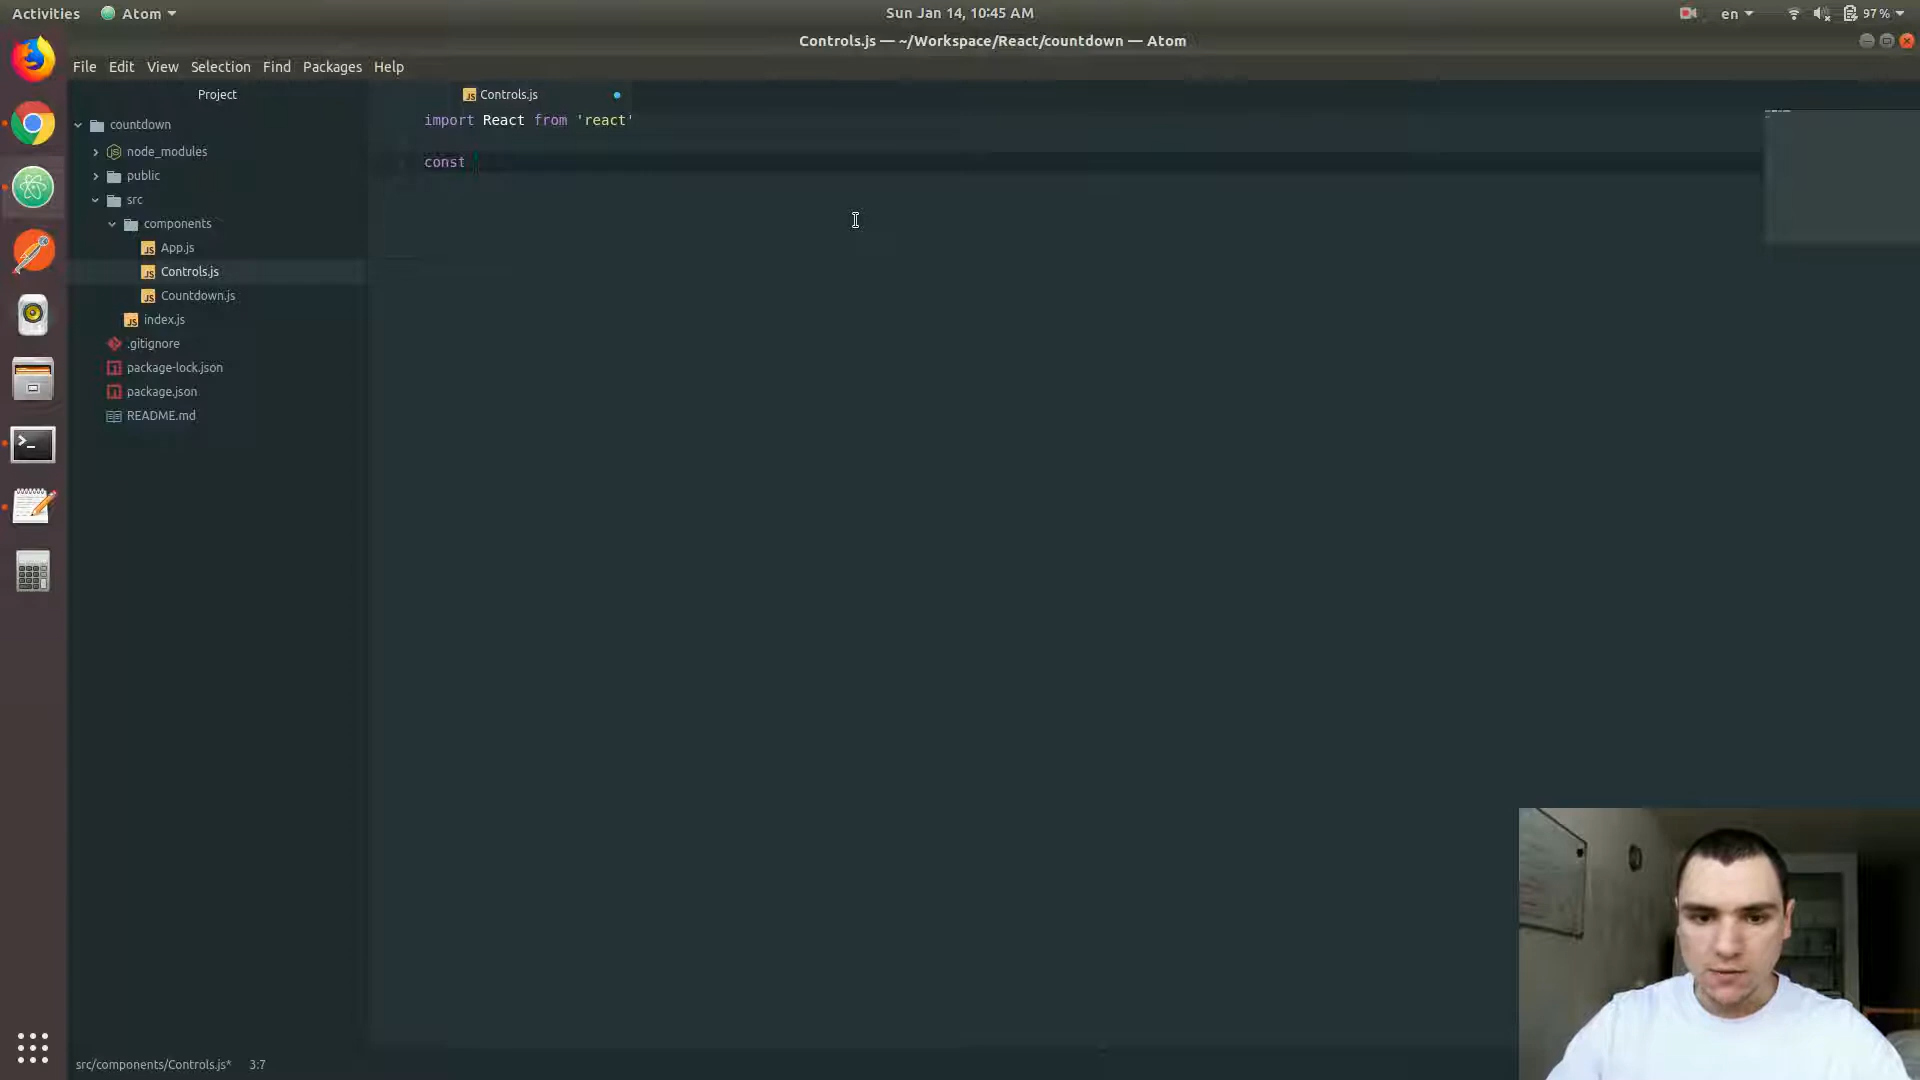 Activities Atom Sun Jan 14, 10:45 AM en 97 %
Controls.js — ~/Workspace/React/countdown — Atom
File Edit View Selection Find Packages Help
Project
Controls.js
countdown
node_modules
public
src
components
App.js
Controls.js
Countdown.js
index.js
.gitignore
package-lock.json
package.json
README.md
import React from 'react'
const
src/components/Controls.js* 3:7